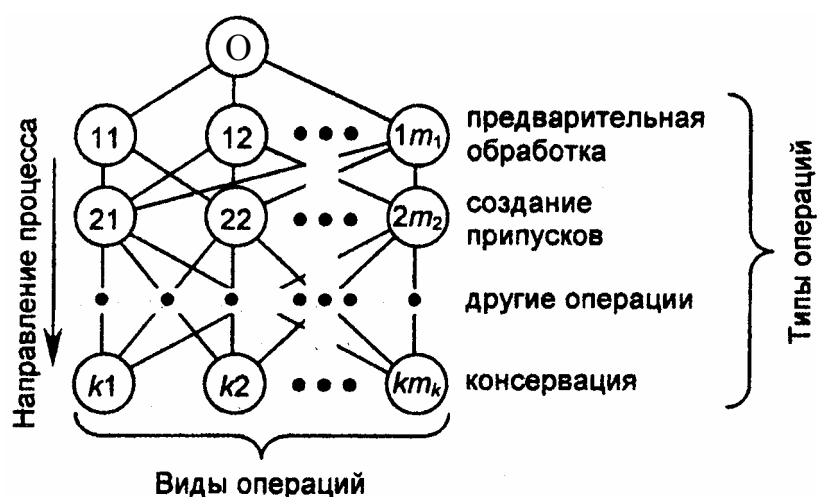 О
11 12 ••• 1m₁ предварительная
обработка
21 22 ••• 2m₂ создание
припусков
• • • ••• • другие операции
k1 k2 ••• kmₖ консервация
Виды операций
Направление процесса
Типы операций